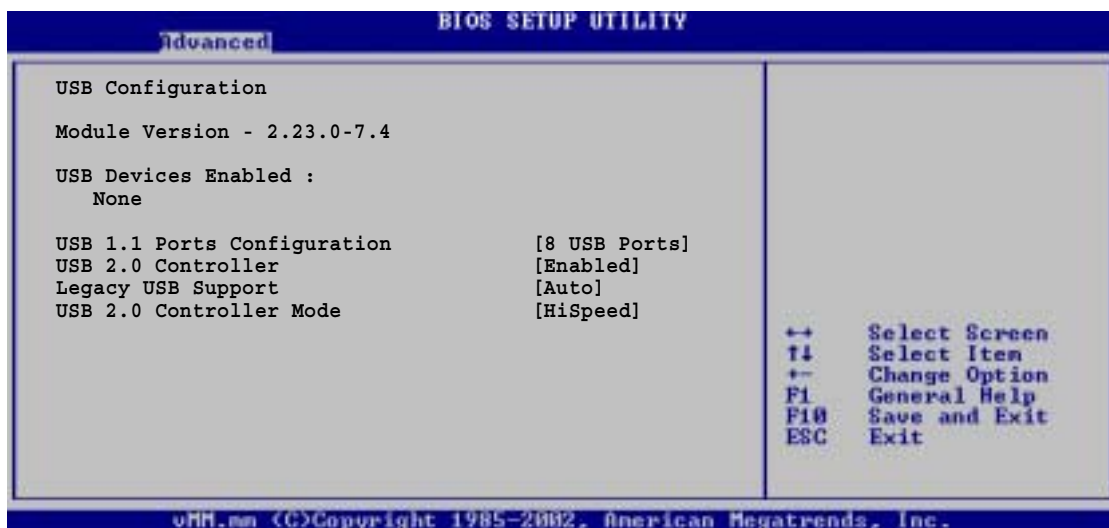 BIOS SETUP UTILITY
Advanced
USB Configuration
Module Version - 2.23.0-7.4
USB Devices Enabled :
None
USB 1.1 Ports Configuration [8 USB Ports]
USB 2.0 Controller [Enabled]
Legacy USB Support [Auto]
USB 2.0 Controller Mode [HiSpeed]
←→ Select Screen
↑↓ Select Item
+- Change Option
F1 General Help
F10 Save and Exit
ESC Exit
vMM.mm (C)Copyright 1985-2002, American Megatrends, Inc.